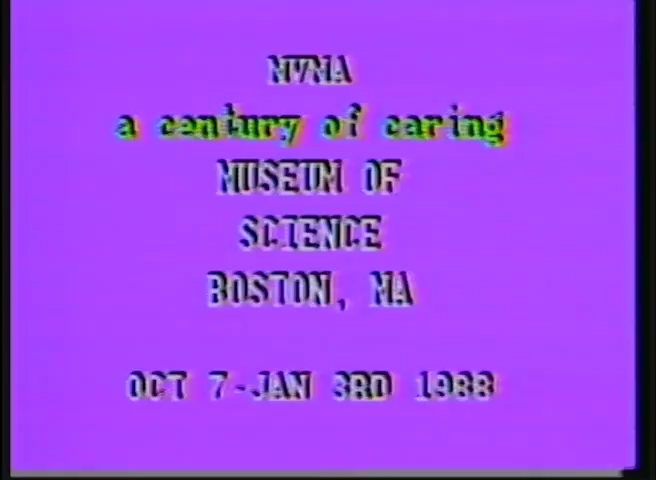 MVMA
a century of caring
MUSEUM OF
SCIENCE
BOSTON, MA
OCT 7-JAN 3RD 1988